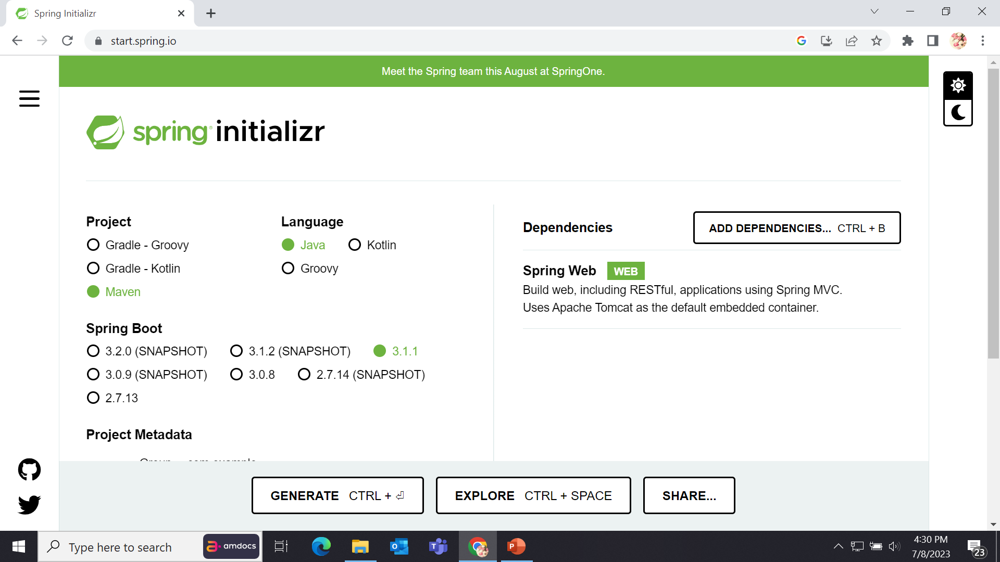 Spring Initializr
start.spring.io
Meet the Spring team this August at SpringOne.
spring initializr
Project
Gradle - Groovy
Gradle - Kotlin
Maven
Language
Java Kotlin
Groovy
Spring Boot
3.2.0 (SNAPSHOT) 3.1.2 (SNAPSHOT) 3.1.1
3.0.9 (SNAPSHOT) 3.0.8 2.7.14 (SNAPSHOT)
2.7.13
Project Metadata
Group com.example
Dependencies
ADD DEPENDENCIES... CTRL + B
Spring Web WEB
Build web, including RESTful, applications using Spring MVC.
Uses Apache Tomcat as the default embedded container.
GENERATE CTRL + ⏎
EXPLORE CTRL + SPACE
SHARE...
Type here to search
amdocs
4:30 PM
7/8/2023
23